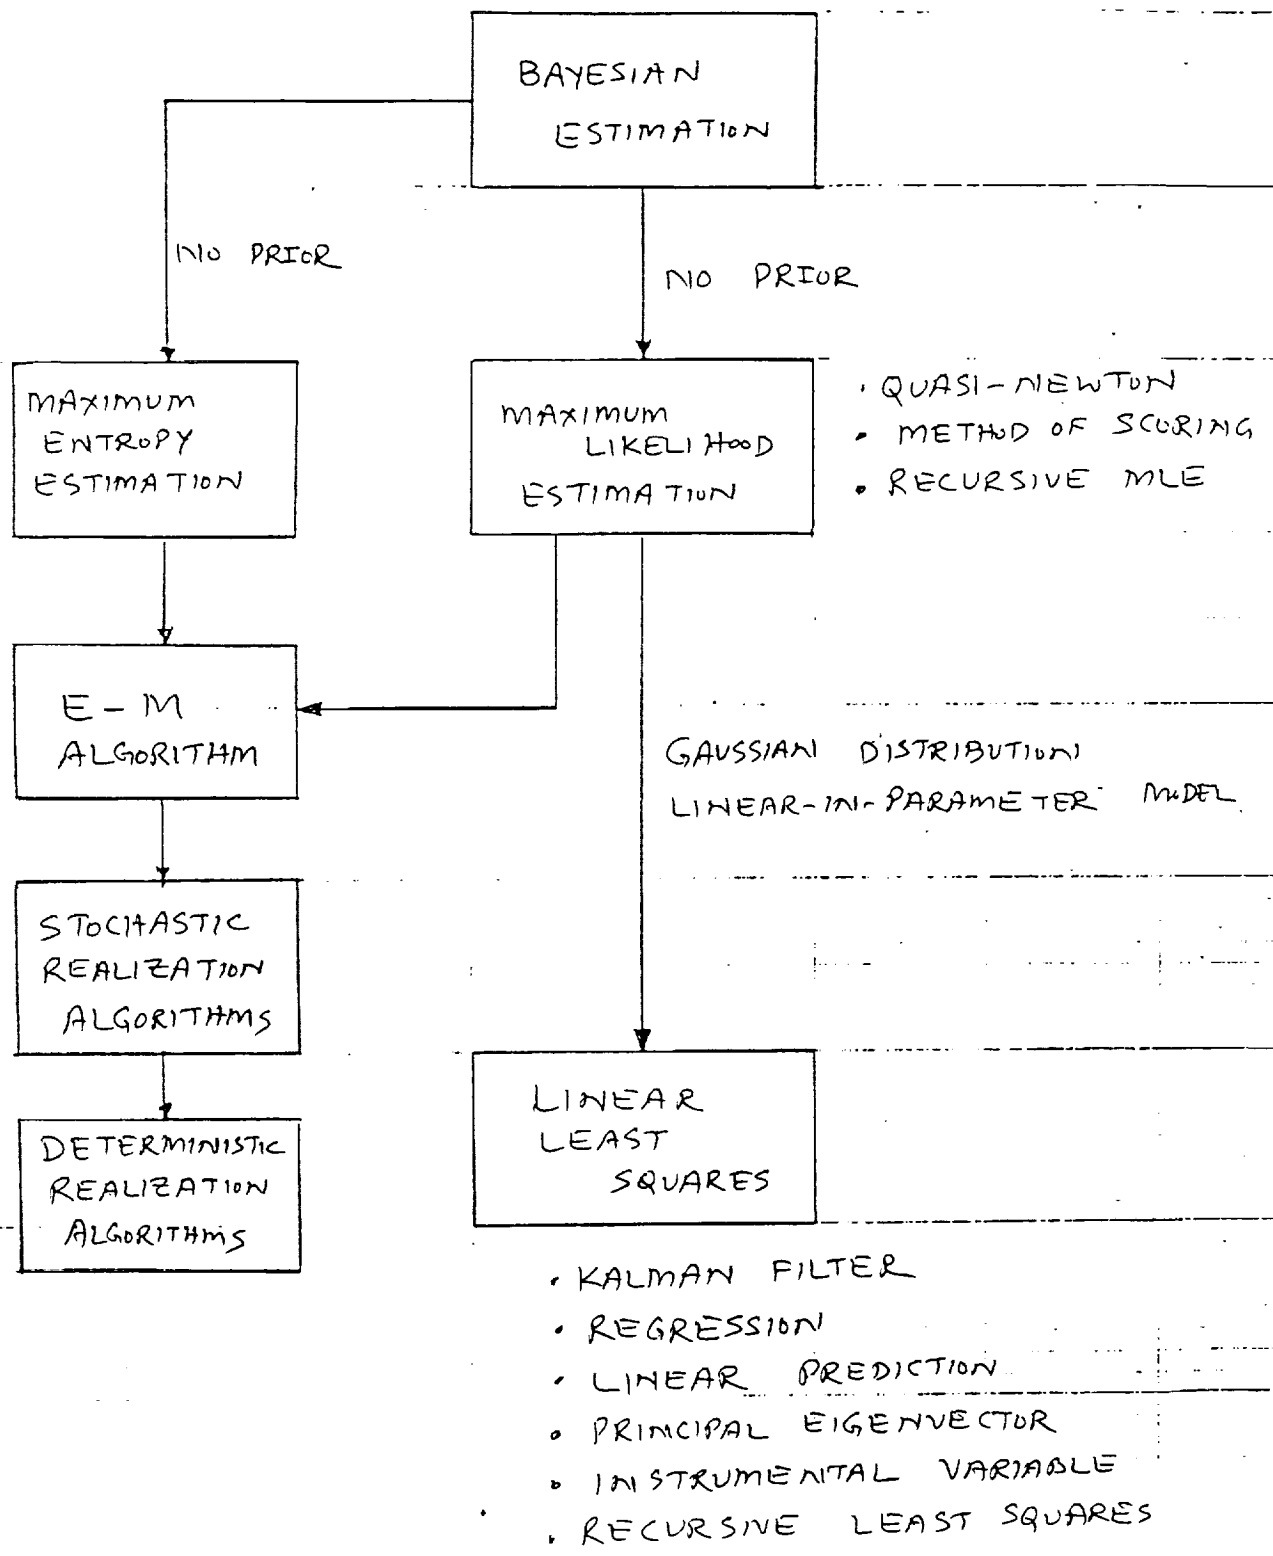 BAYESIAN
ESTIMATION
NO PRIOR
NO PRIOR
MAXIMUM
ENTROPY
ESTIMATION
MAXIMUM
LIKELIHOOD
ESTIMATION
• QUASI-NEWTON
• METHOD OF SCORING
• RECURSIVE MLE
E-M
ALGORITHM
GAUSSIAN DISTRIBUTION
LINEAR-IN-PARAMETER MODEL
STOCHASTIC
REALIZATION
ALGORITHMS
DETERMINISTIC
REALIZATION
ALGORITHMS
LINEAR
LEAST
SQUARES
• KALMAN FILTER
• REGRESSION
• LINEAR PREDICTION
• PRINCIPAL EIGENVECTOR
• INSTRUMENTAL VARIABLE
• RECURSIVE LEAST SQUARES